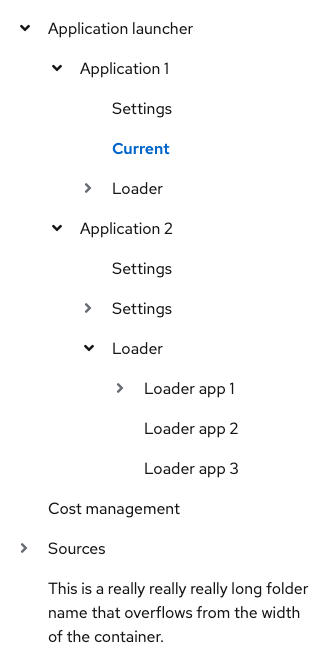 Application launcher
Application 1
Settings
Current
Loader
Application 2
Settings
Settings
Loader
Loader app 1
Loader app 2
Loader app 3
Cost management
Sources
This is a really really really long folder
name that overflows from the width
of the container.